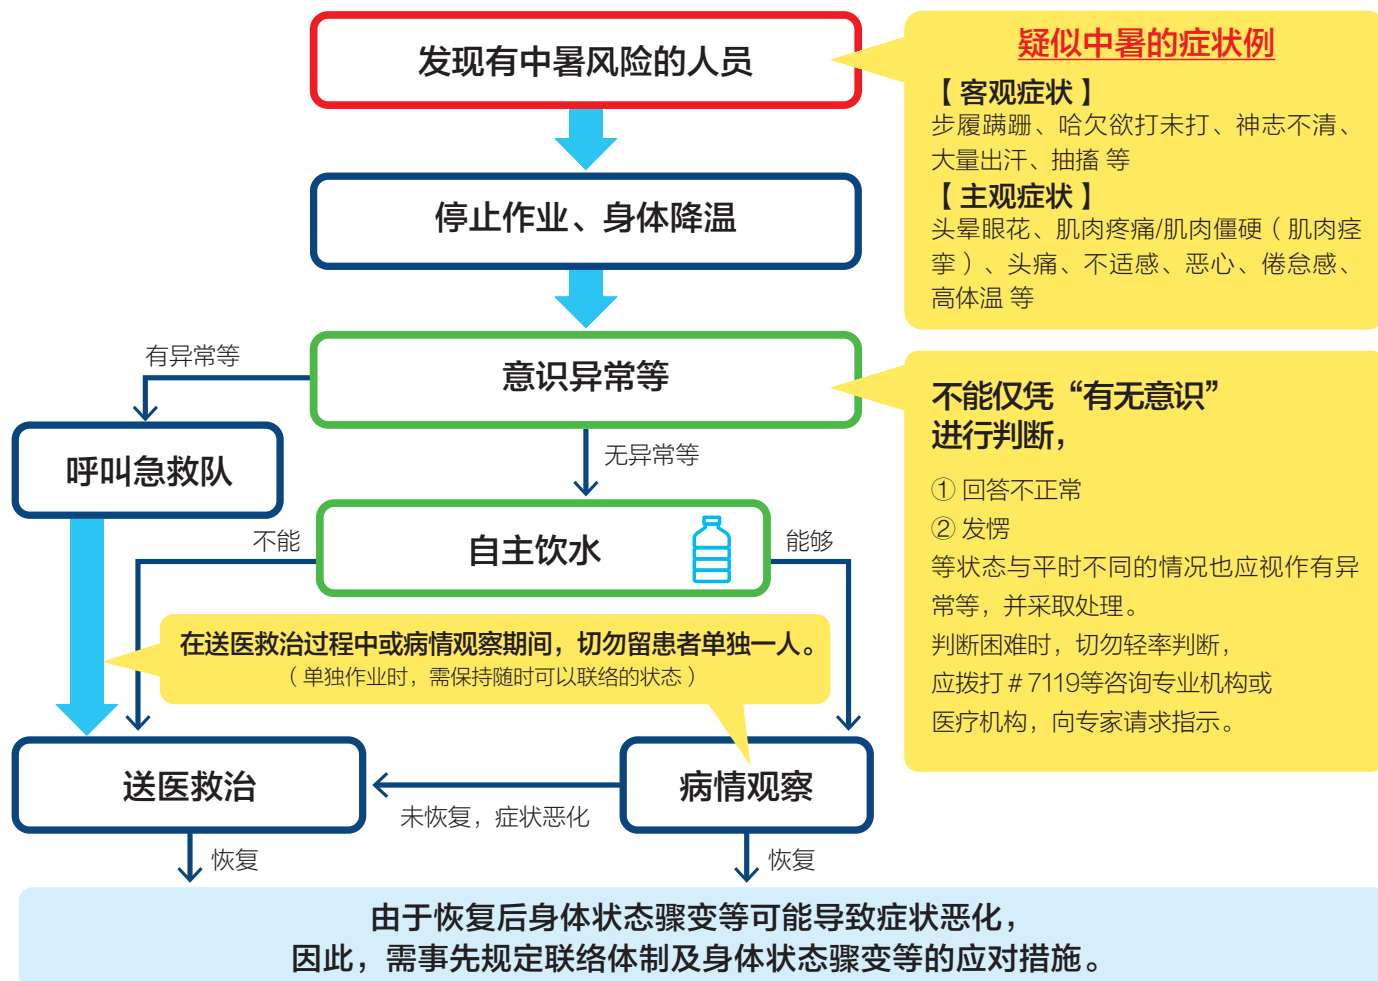 发现有中暑风险的人员
疑似中暑的症状例
【 客观症状 】
步履蹒跚、哈欠欲打未打、神志不清、
大量出汗、抽搐 等
【 主观症状 】
头晕眼花、肌肉疼痛/肌肉僵硬（肌肉痉
挛）、头痛、不适感、恶心、倦怠感、
高体温 等
停止作业、身体降温
意识异常等
有异常等
无异常等
不能仅凭“有无意识”
进行判断，
① 回答不正常
② 发愣
等状态与平时不同的情况也应视作有异
常等，并采取处理。
判断困难时，切勿轻率判断，
应拨打＃7119等咨询专业机构或
医疗机构，向专家请求指示。
呼叫急救队
自主饮水
不能
能够
在送医救治过程中或病情观察期间，切勿留患者单独一人。
（单独作业时，需保持随时可以联络的状态）
送医救治
病情观察
未恢复，症状恶化
恢复
恢复
由于恢复后身体状态骤变等可能导致症状恶化，
因此，需事先规定联络体制及身体状态骤变等的应对措施。